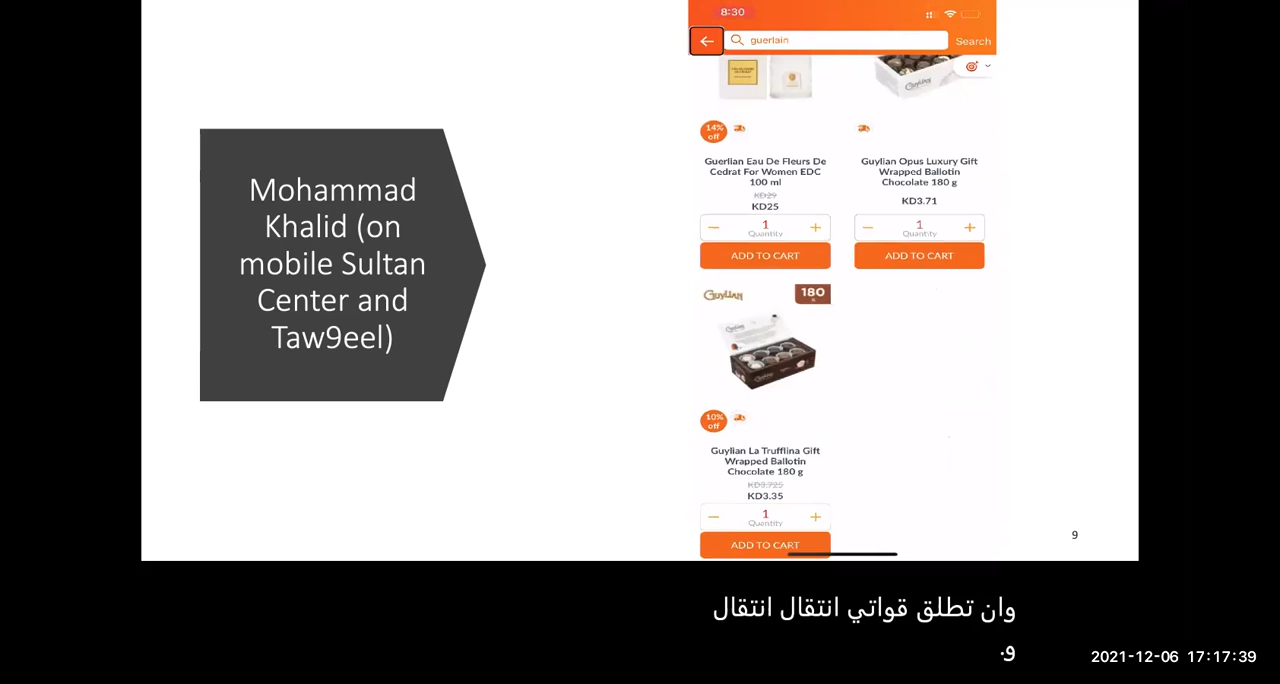 Mohammad
Khalid (on
mobile Sultan
Center and
Taw9eel)
8:30
guerlain
Search
Guylian
14%
off
Guerlian Eau De Fleurs De
Cedrat For Women EDC
100 ml
KD29
KD25
1
Quantity
ADD TO CART
Guylian Opus Luxury Gift
Wrapped Ballotin
Chocolate 180 g
KD3.71
1
Quantity
ADD TO CART
GUYLIAN
180
g
10%
off
Guylian La Trufflina Gift
Wrapped Ballotin
Chocolate 180 g
KD3.725
KD3.35
1
Quantity
ADD TO CART
9
وان تطلق قواتي انتقال انتقال
و.
2021-12-06 17:17:39